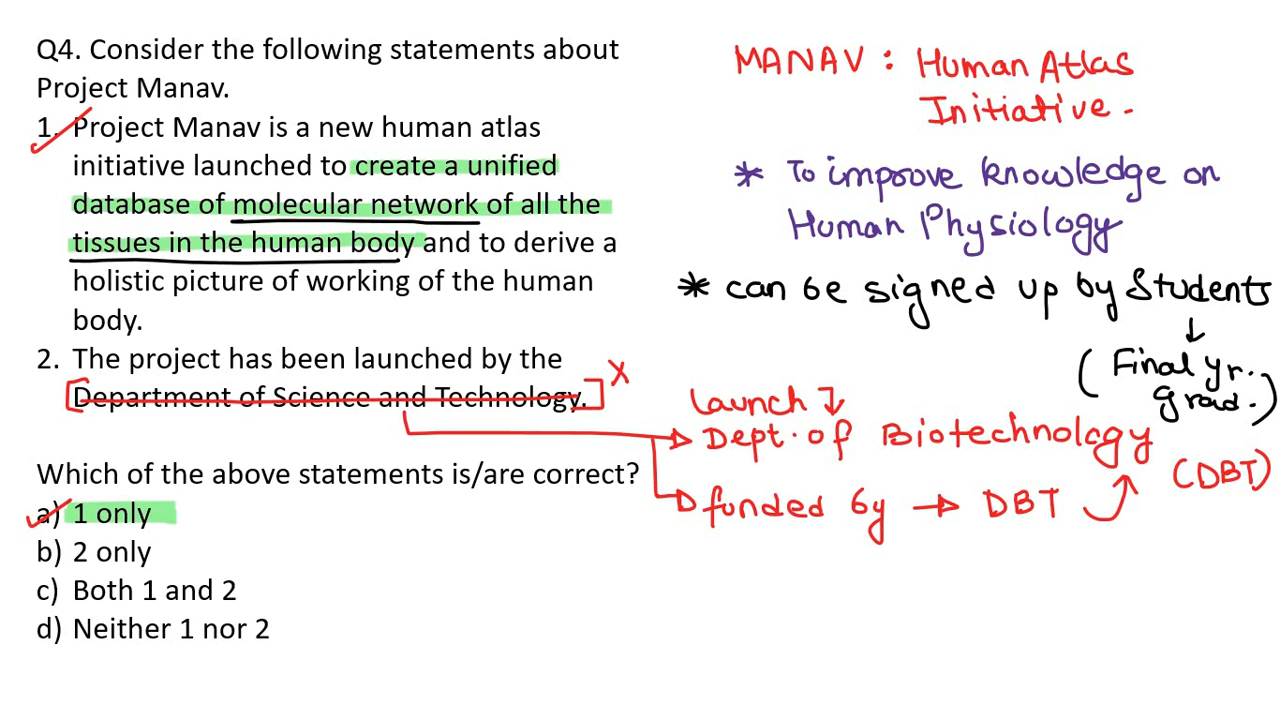 Q4. Consider the following statements about
Project Manav.
1. Project Manav is a new human atlas
initiative launched to create a unified
database of molecular network of all the
tissues in the human body and to derive a
holistic picture of working of the human
body.
2. The project has been launched by the
Department of Science and Technology.
Which of the above statements is/are correct?
a) 1 only
b) 2 only
c) Both 1 and 2
d) Neither 1 nor 2
MANAV : Human Atlas
Initiative.
* To improve knowledge on
Human Physiology
* can be signed up by Students
(Final yr.
grad.)
Launch
Dept. of Biotechnology
(DBT)
funded by → DBT